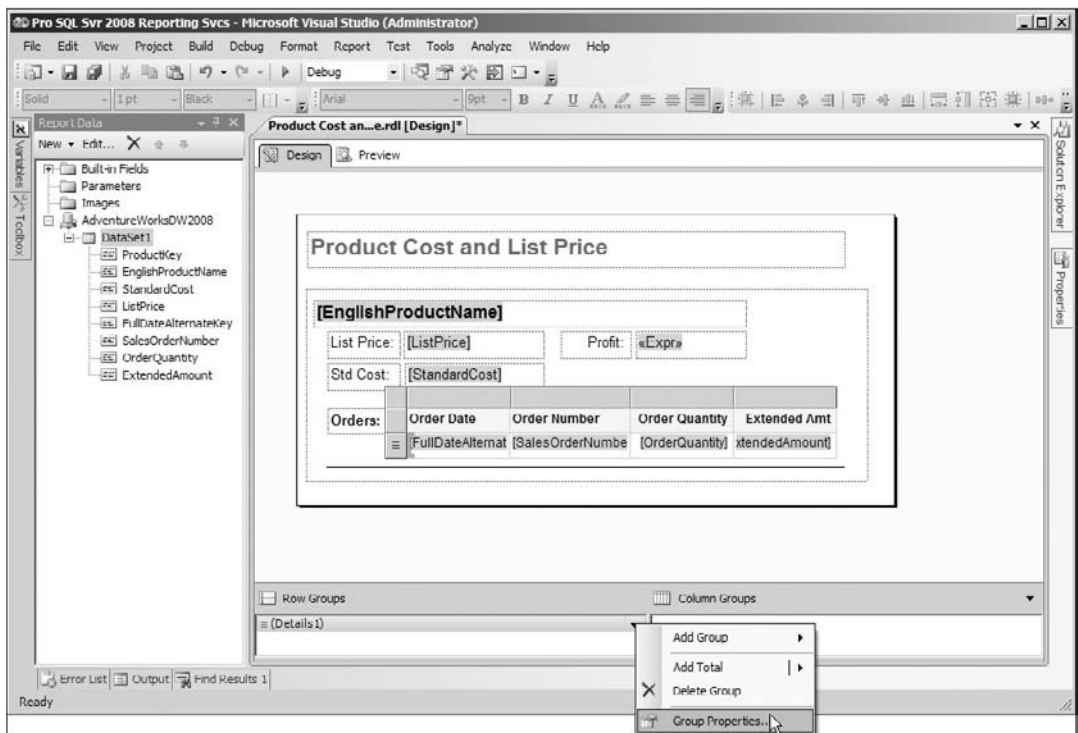 Pro SQL Svr 2008 Reporting Svcs - Microsoft Visual Studio (Administrator)
File Edit View Project Build Debug Format Report Test Tools Analyze Window Help
Debug
Solid 1 pt Black Arial 9pt B I U A
Report Data
New Edit...
Built-in Fields
Parameters
Images
AdventureWorksDW2008
DataSet1
ProductKey
EnglishProductName
StandardCost
ListPrice
FullDateAlternateKey
SalesOrderNumber
OrderQuantity
ExtendedAmount
Variables
Toolbox
Product Cost an...e.rdl [Design]*
Design Preview
Product Cost and List Price
[EnglishProductName]
List Price: [ListPrice] Profit: «Expr»
Std Cost: [StandardCost]
Orders: Order Date Order Number Order Quantity Extended Amt
[FullDateAlternat [SalesOrderNumbe [OrderQuantity] xtendedAmount]
Row Groups Column Groups
(Details1)
Add Group
Add Total
Delete Group
Group Properties...
Solution Explorer
Properties
Error List Output Find Results 1
Ready